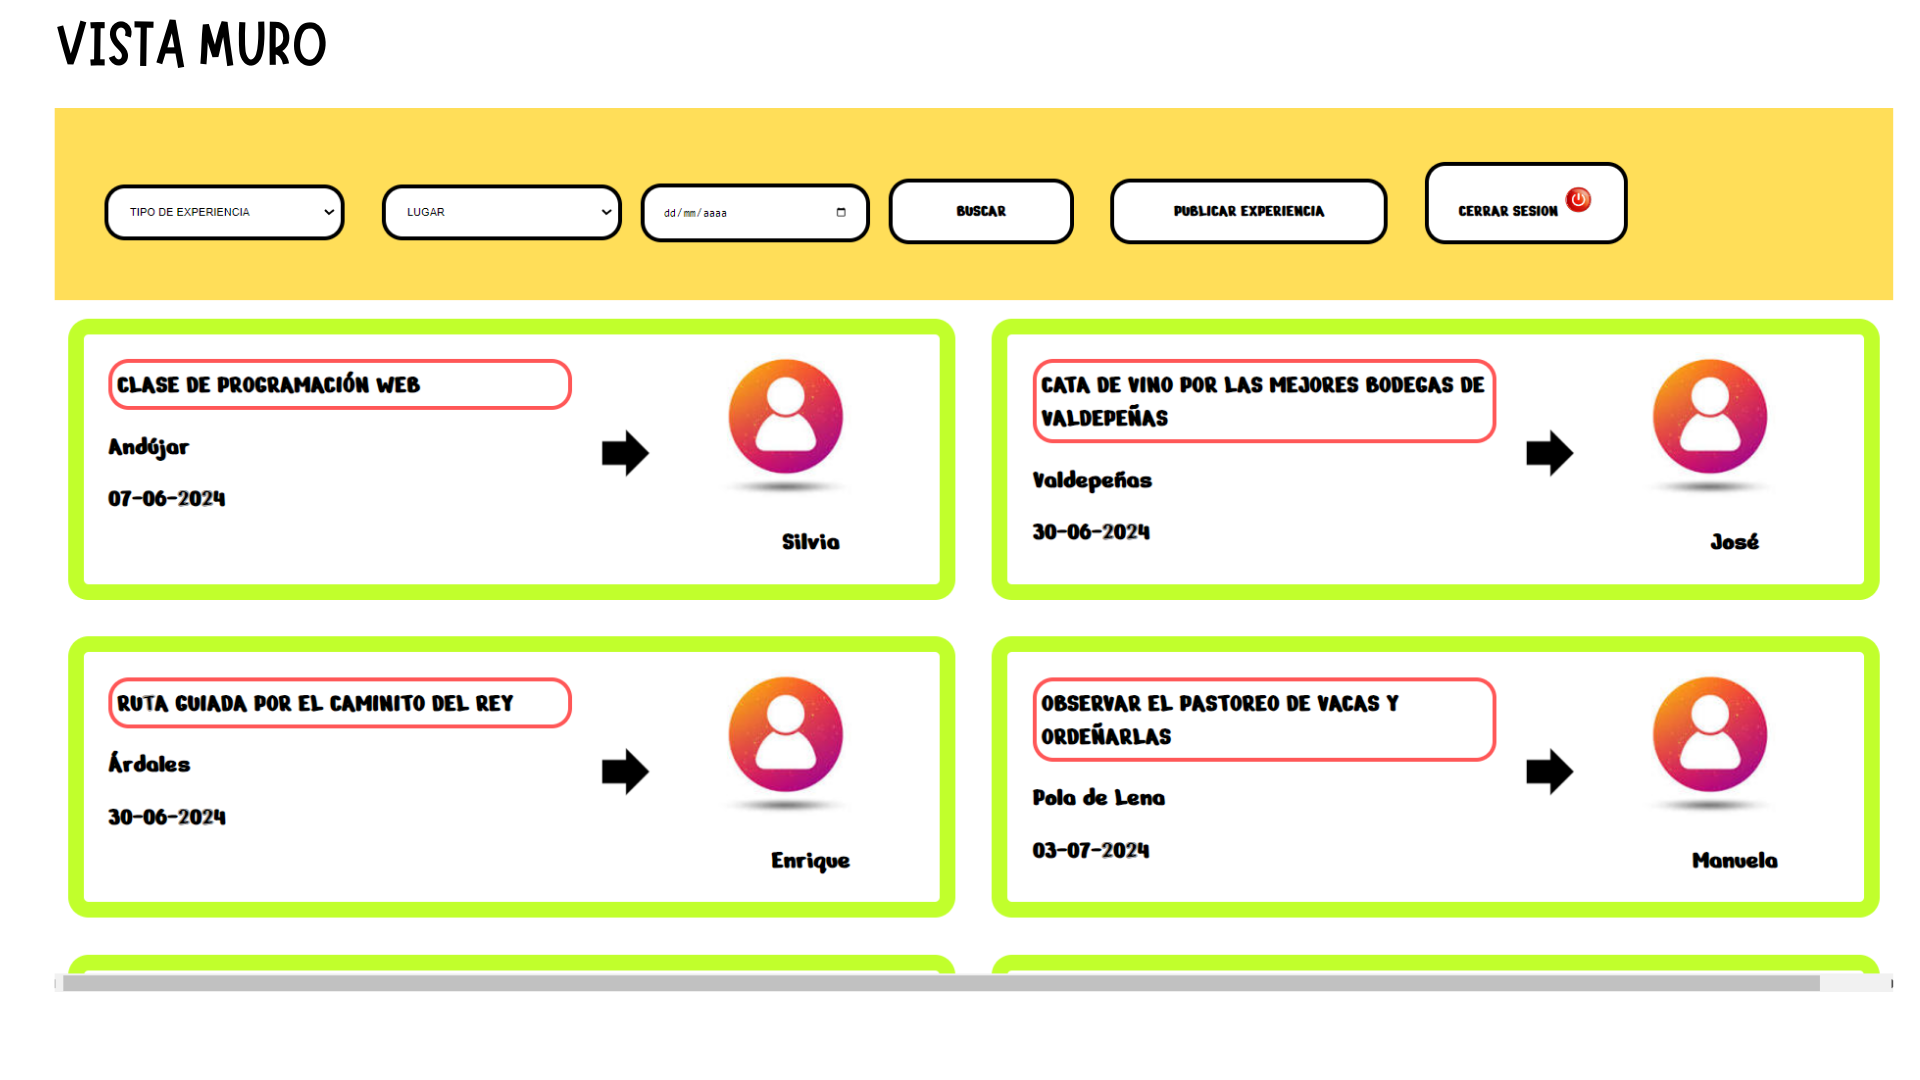 VISTA MURO
TIPO DE EXPERIENCIA
LUGAR
dd/mm/aaaa
BUSCAR
PUBLICAR EXPERIENCIA
CERRAR SESION
CLASE DE PROGRAMACIÓN WEB
Andújar
07-06-2024
Silvia
CATA DE VINO POR LAS MEJORES BODEGAS DE
VALDEPEÑAS
Valdepeñas
30-06-2024
José
RUTA GUIADA POR EL CAMINITO DEL REY
Árdales
30-06-2024
Enrique
OBSERVAR EL PASTOREO DE VACAS Y
ORDEÑARLAS
Pola de Lena
03-07-2024
Manuela